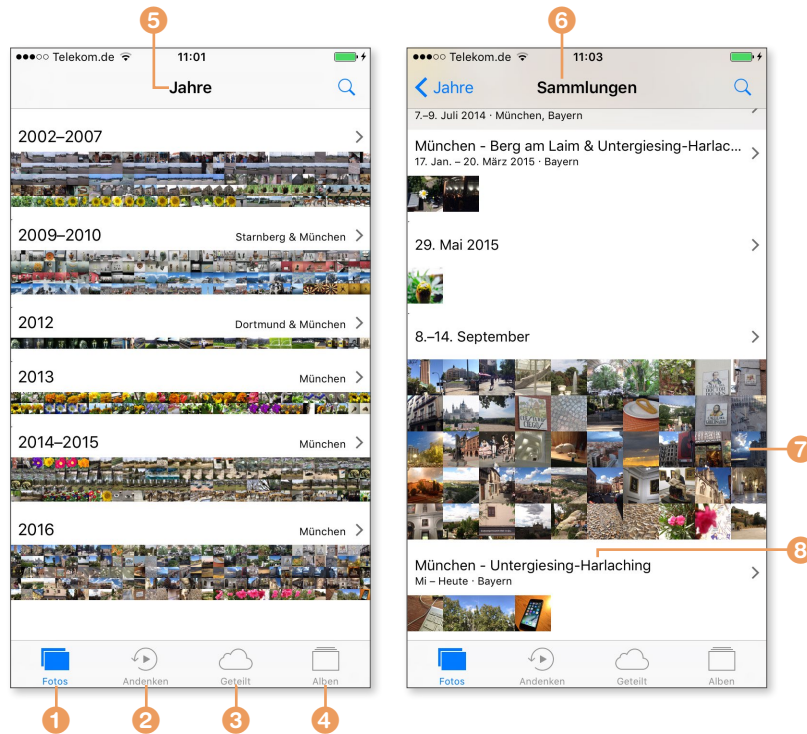 5
●●●○○ Telekom.de 11:01
Jahre
2002–2007
2009–2010 Starnberg & München
2012 Dortmund & München
2013 München
2014–2015 München
2016 München
Fotos Andenken Geteilt Alben
1 2 3 4
6
●●●○○ Telekom.de 11:03
Jahre Sammlungen
7.–9. Juli 2014 · München, Bayern
München - Berg am Laim & Untergiesing-Harlac...
17. Jan. – 20. März 2015 · Bayern
29. Mai 2015
8.–14. September
7
8
München - Untergiesing-Harlaching
Mi – Heute · Bayern
Fotos Andenken Geteilt Alben